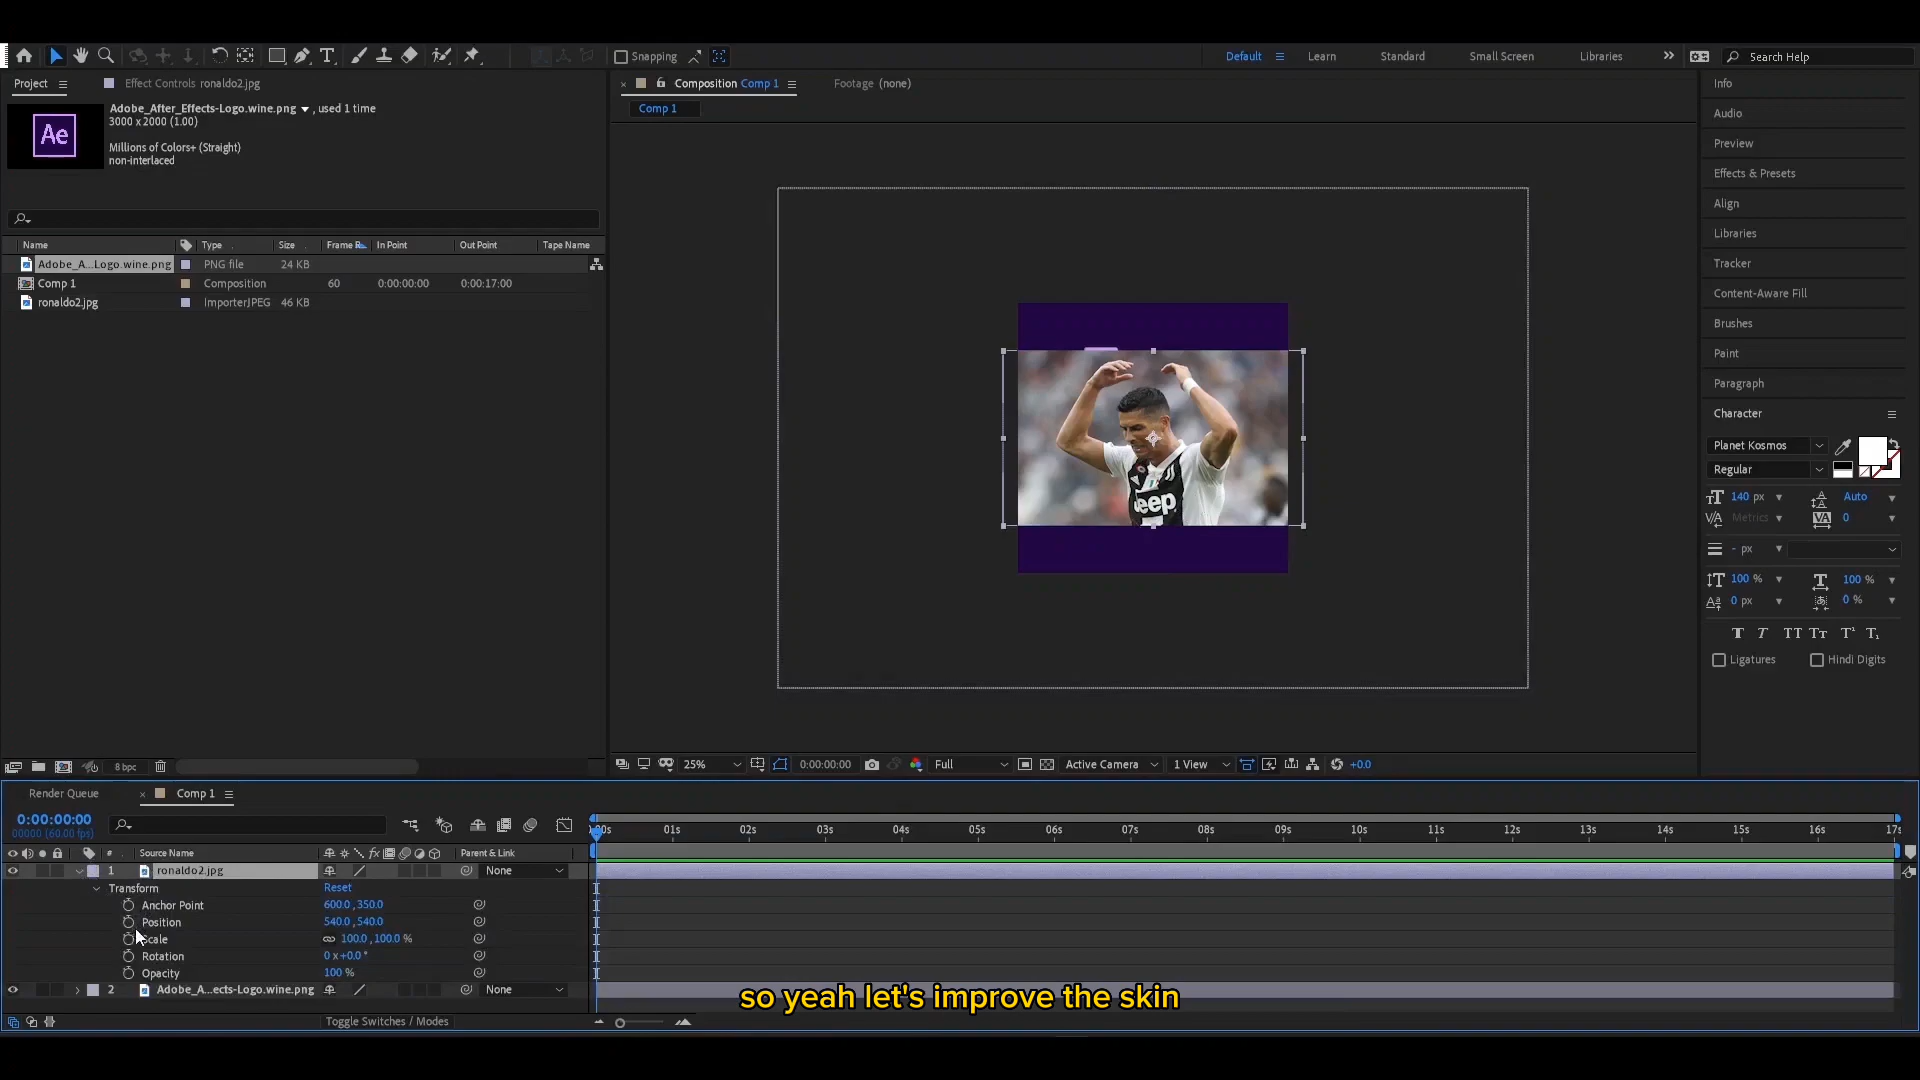 Snapping
Default
Learn
Standard
Small Screen
Libraries
Search Help
Project
Effect Controls ronaldo2.jpg
Adobe_After_Effects-Logo.wine.png , used 1 time
3000 x 2000 (1.00)
Ae
Millions of Colors+ (Straight)
non-interlaced
Name Type Size Frame R In Point Out Point Tape Name
Adobe_A...Logo.wine.png PNG file 24 KB
Comp 1 Composition 60 0:00:00:00 0:00:17:00
ronaldo2.jpg ImporterJPEG 46 KB
8 bpc
Composition Comp 1
Footage (none)
Comp 1
Jeep
25%
0:00:00:00
Full
Active Camera
1 View
+0.0
Info
Audio
Preview
Effects & Presets
Align
Libraries
Tracker
Content-Aware Fill
Brushes
Paint
Paragraph
Character
Planet Kosmos
Regular
140 px Auto
Metrics 0
- px
100 % 100 %
0 px 0 %
T T TT Tr T¹ T₁
Ligatures Hindi Digits
Render Queue
Comp 1
0:00:00:00
00000 (60.00 fps)
:00s 01s 02s 03s 04s 05s 06s 07s 08s 09s 10s 11s 12s 13s 14s 15s 16s 17s
# Source Name fx Parent & Link
1 ronaldo2.jpg None
Transform Reset
Anchor Point 600.0 ,350.0
Position 540.0 ,540.0
Scale 100.0 ,100.0 %
Rotation 0 x +0.0 °
Opacity 100 %
2 Adobe_A...ects-Logo.wine.png None
so yeah let's improve the skin
Toggle Switches / Modes